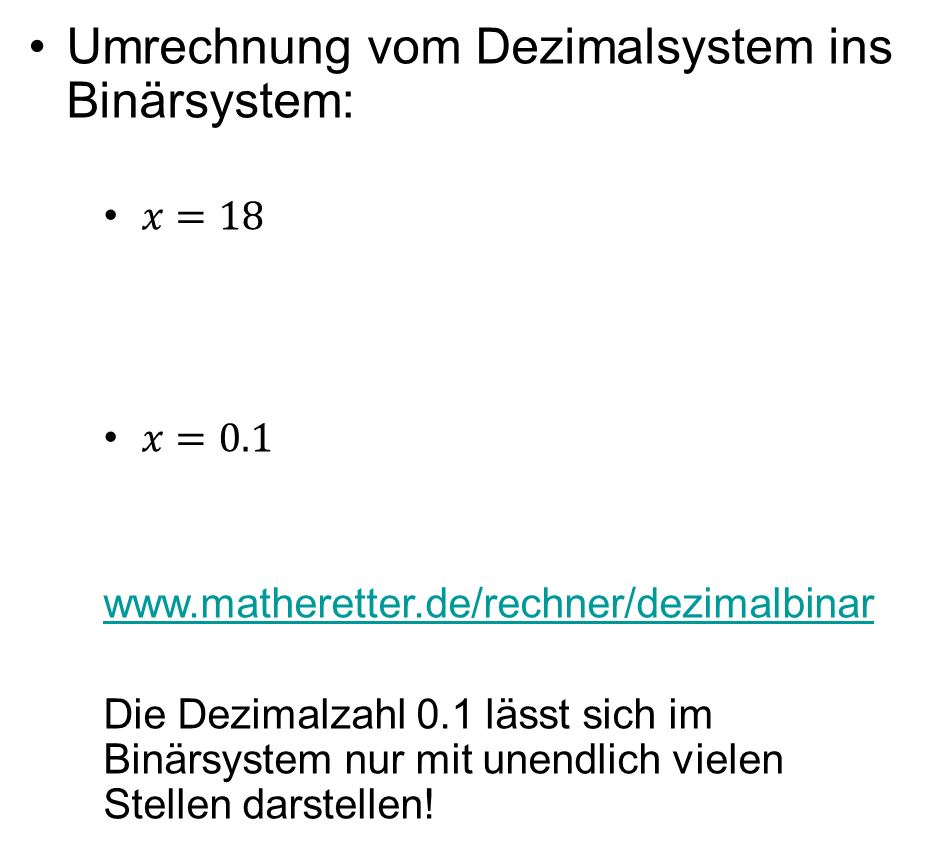 • Umrechnung vom Dezimalsystem ins
Binärsystem:
• 𝑥 = 18
• 𝑥 = 0.1
www.matheretter.de/rechner/dezimalbinar
Die Dezimalzahl 0.1 lässt sich im
Binärsystem nur mit unendlich vielen
Stellen darstellen!